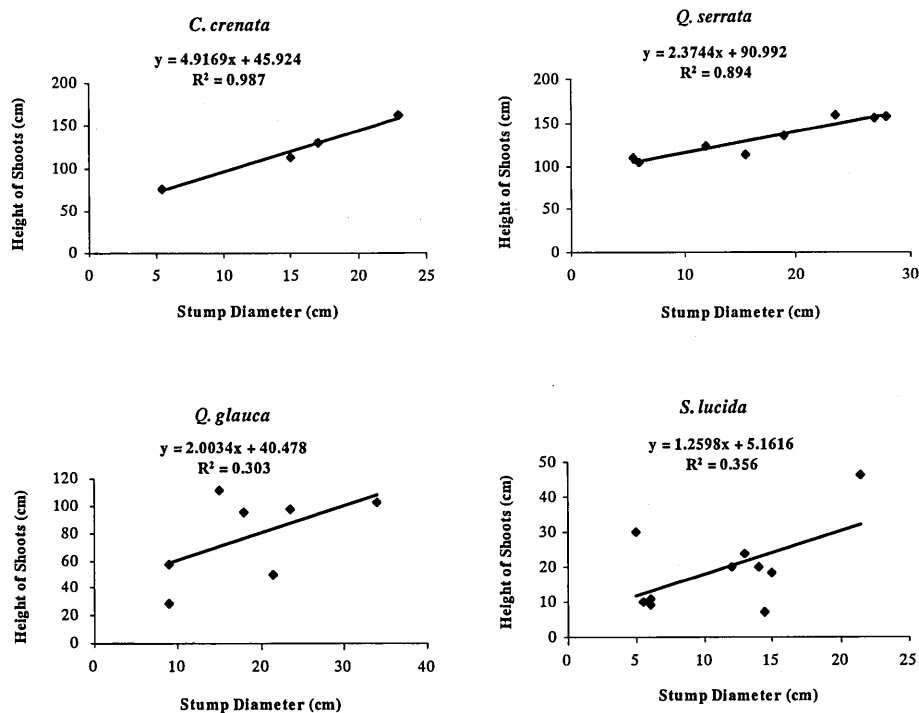 C. crenata
y = 4.9169x + 45.924
R² = 0.987
200
150
100
50
0
0 5 10 15 20 25
Height of Shoots (cm)
Stump Diameter (cm)
Q. serrata
y = 2.3744x + 90.992
R² = 0.894
200
150
100
50
0
0 10 20 30
Height of Shoots (cm)
Stump Diameter (cm)
Q. glauca
y = 2.0034x + 40.478
R² = 0.303
120
100
80
60
40
20
0
0 10 20 30 40
Height of Shoots (cm)
Stump Diameter (cm)
S. lucida
y = 1.2598x + 5.1616
R² = 0.356
50
40
30
20
10
0
0 5 10 15 20 25
Height of Shoots (cm)
Stump Diameter (cm)